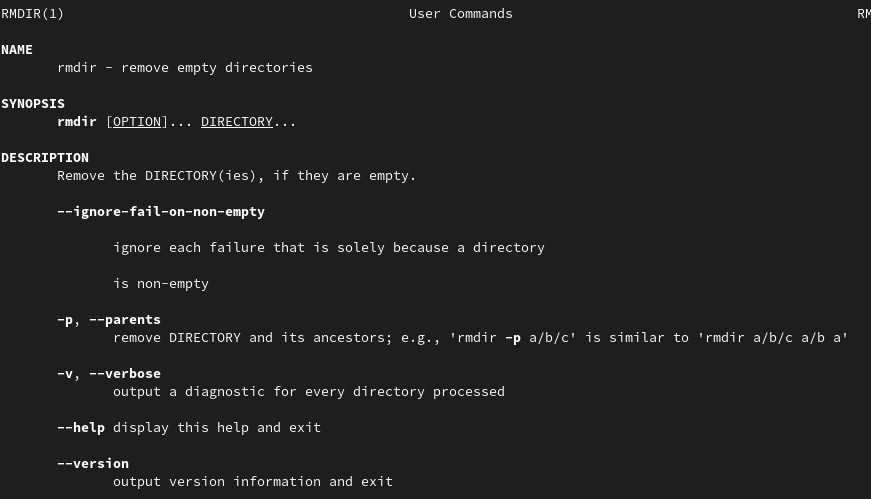 RMDIR(1) User Commands RM
NAME
rmdir - remove empty directories
SYNOPSIS
rmdir [OPTION]... DIRECTORY...
DESCRIPTION
Remove the DIRECTORY(ies), if they are empty.
--ignore-fail-on-non-empty
ignore each failure that is solely because a directory
is non-empty
-p, --parents
remove DIRECTORY and its ancestors; e.g., 'rmdir -p a/b/c' is similar to 'rmdir a/b/c a/b a'
-v, --verbose
output a diagnostic for every directory processed
--help display this help and exit
--version
output version information and exit